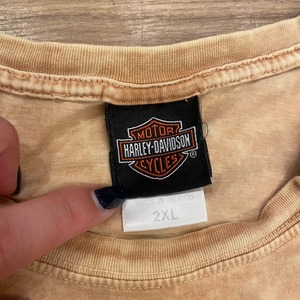 MOTOR
HARLEY-DAVIDSON
CYCLES
®
2XL